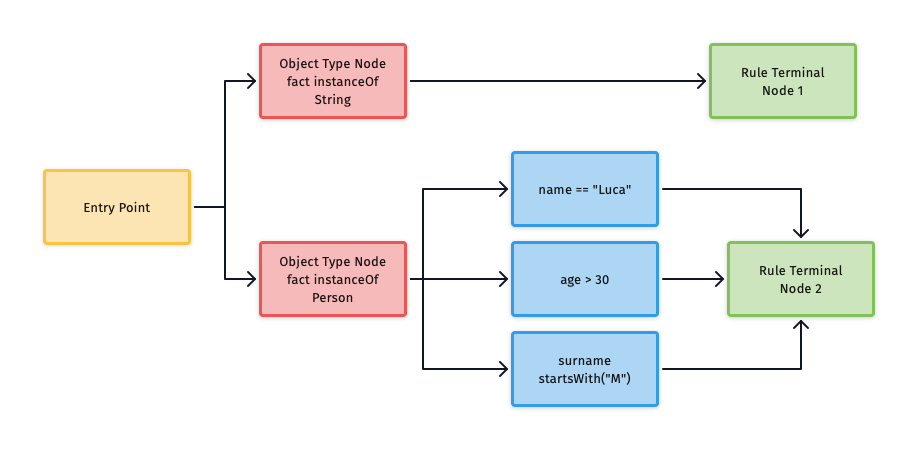 Object Type Node
fact instanceOf
String
Rule Terminal
Node 1
name == "Luca"
Entry Point
Object Type Node
fact instanceOf
Person
age > 30
Rule Terminal
Node 2
surname
startsWith("M")